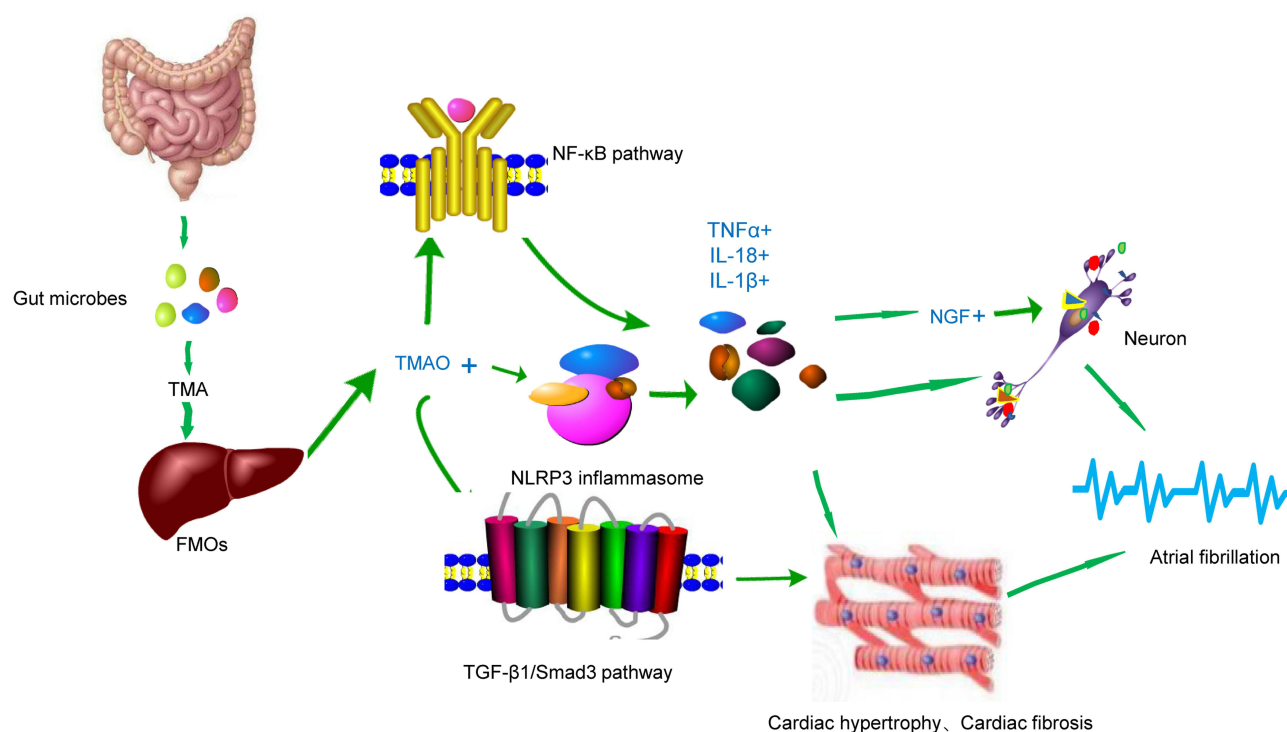 Gut microbes
TMA
FMOs
TMAO +
NF-κB pathway
NLRP3 inflammasome
TGF-β1/Smad3 pathway
TNFα+
IL-18+
IL-1β+
NGF+
Neuron
Atrial fibrillation
Cardiac hypertrophy、Cardiac fibrosis